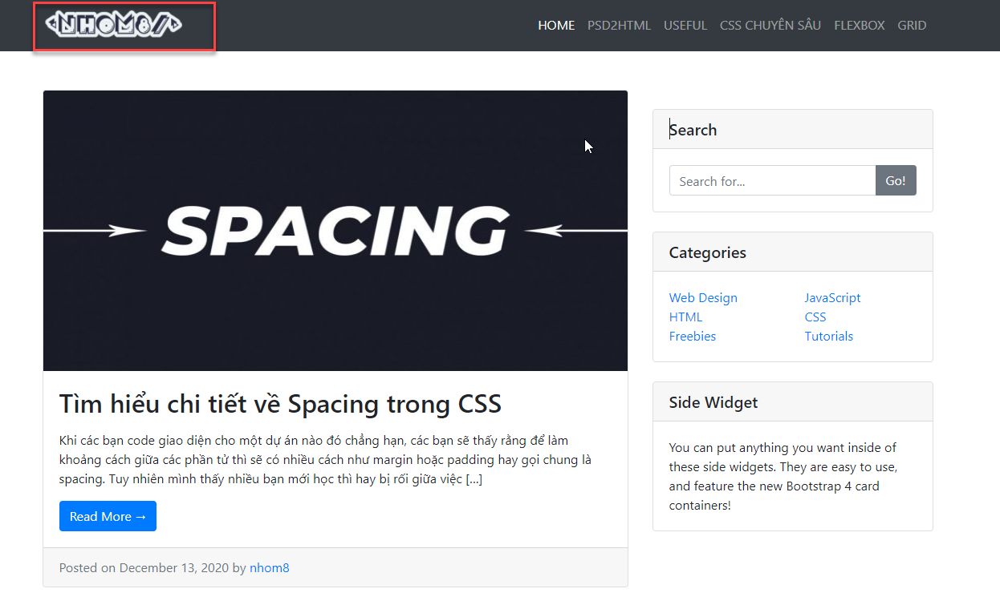 <NHOM8/>
HOME PSD2HTML USEFUL CSS CHUYÊN SÂU FLEXBOX GRID
SPACING
Tìm hiểu chi tiết về Spacing trong CSS
Khi các bạn code giao diện cho một dự án nào đó chẳng hạn, các bạn sẽ thấy rằng để làm
khoảng cách giữa các phần tử thì sẽ có nhiều cách như margin hoặc padding hay gọi chung là
spacing. Tuy nhiên mình thấy nhiều bạn mới học thì hay bị rối giữa việc [...]
Read More →
Posted on December 13, 2020 by nhom8
Search
Search for...
Go!
Categories
Web Design JavaScript
HTML CSS
Freebies Tutorials
Side Widget
You can put anything you want inside of
these side widgets. They are easy to use,
and feature the new Bootstrap 4 card
containers!